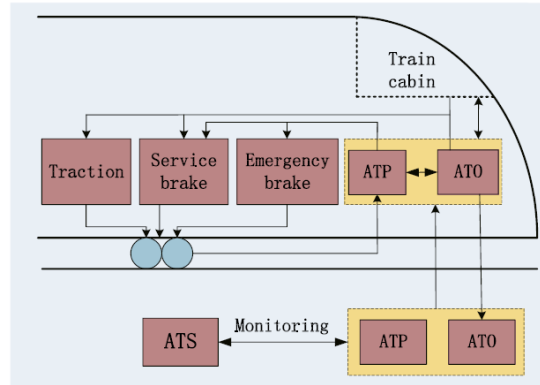 Train
cabin
Traction
Service
brake
Emergency
brake
ATP
ATO
ATS
Monitoring
ATP
ATO